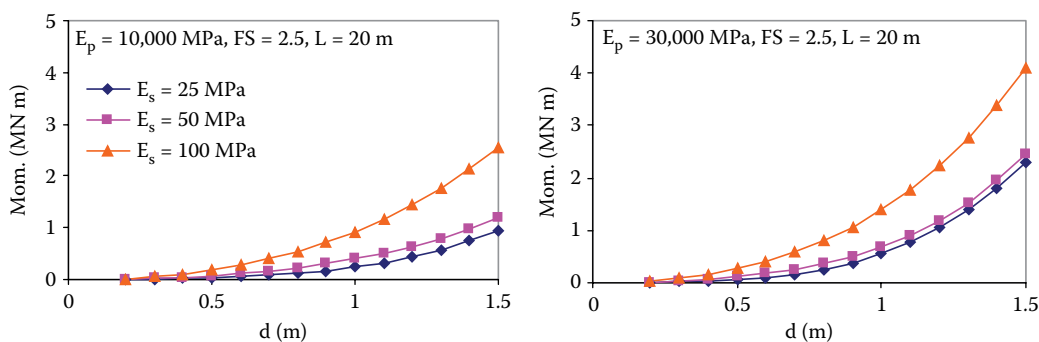 5
E_p = 10,000 MPa, FS = 2.5, L = 20 m
4
E_s = 25 MPa
3
E_s = 50 MPa
E_s = 100 MPa
2
1
0
Mom. (MN m)
0 0.5 1 1.5
d (m)
5
E_p = 30,000 MPa, FS = 2.5, L = 20 m
4
3
2
1
0
Mom. (MN m)
0 0.5 1 1.5
d (m)